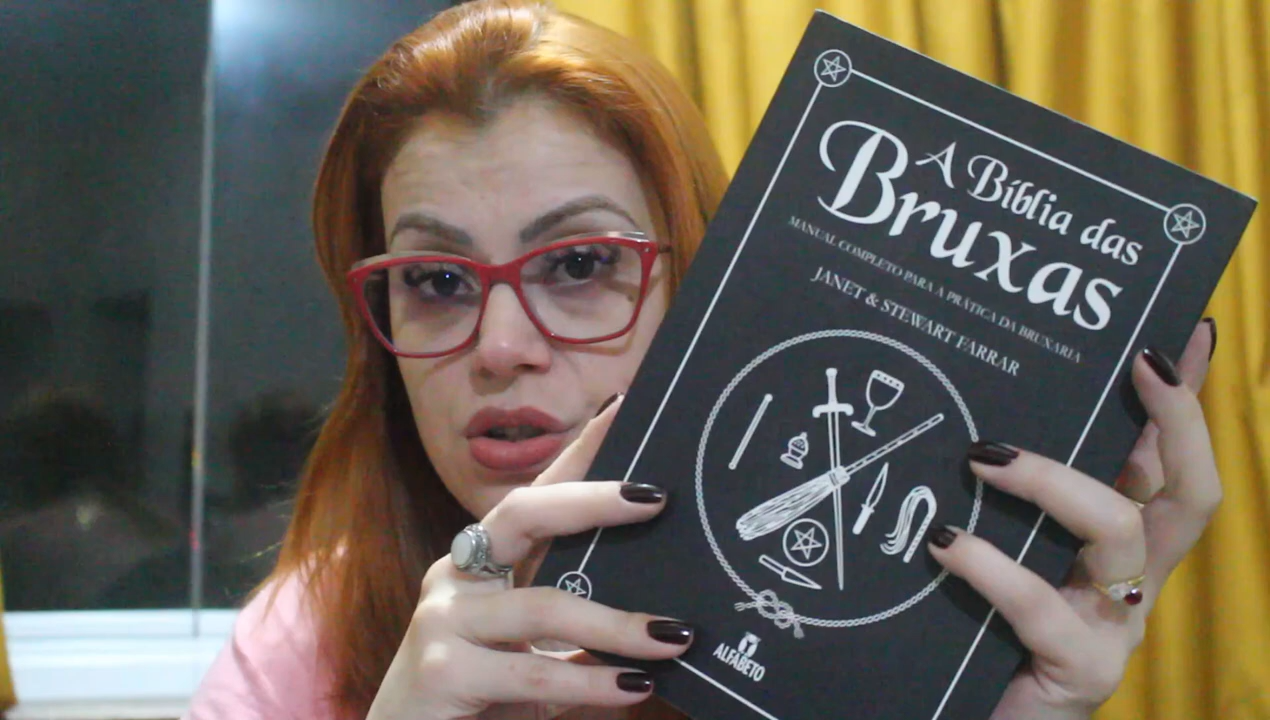 A Bíblia das
Bruxas
MANUAL COMPLETO PARA A PRÁTICA DA BRUXARIA
JANET & STEWART FARRAR
ALFABETO